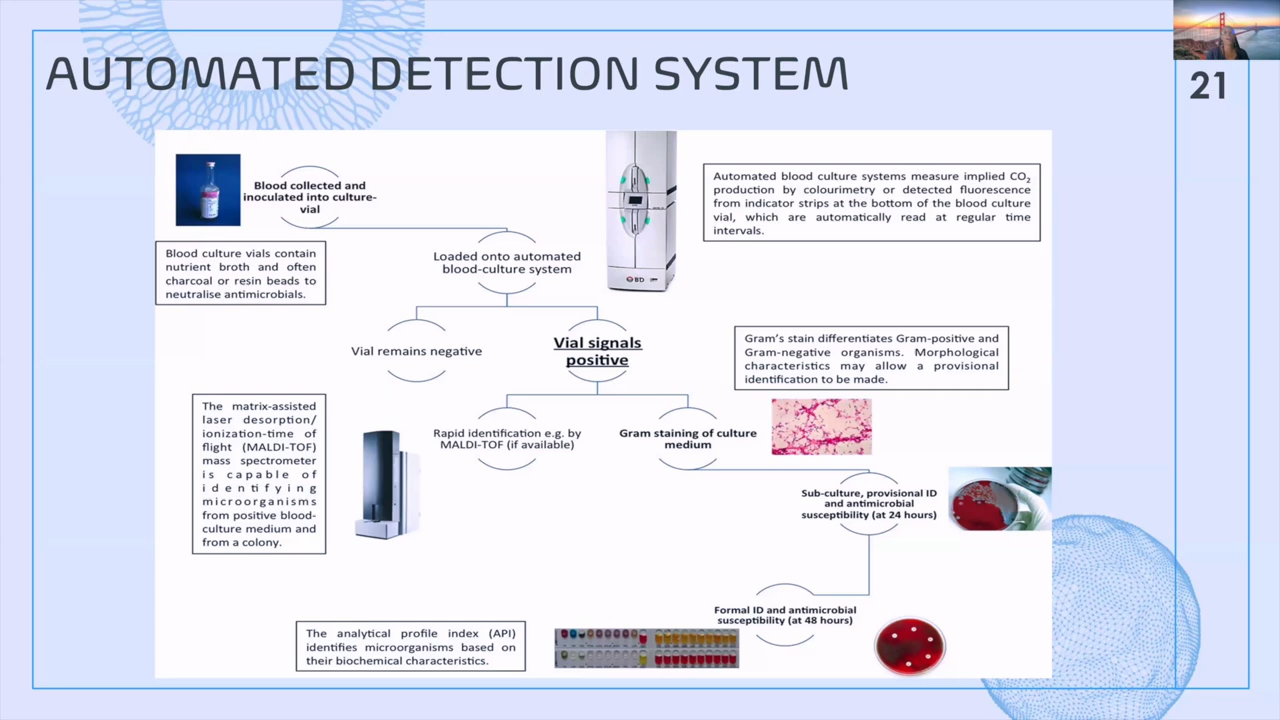 AUTOMATED DETECTION SYSTEM
21
Blood collected and
inoculated into culture-
vial
Automated blood culture systems measure implied CO₂
production by colourimetry or detected fluorescence
from indicator strips at the bottom of the blood culture
vial, which are automatically read at regular time
intervals.
Blood culture vials contain
nutrient broth and often
charcoal or resin beads to
neutralise antimicrobials.
Loaded onto automated
blood-culture system
BD
Vial remains negative
Vial signals
positive
Gram's stain differentiates Gram-positive and
Gram-negative organisms. Morphological
characteristics may allow a provisional
identification to be made.
The matrix-assisted
laser desorption/
ionization-time of
flight (MALDI-TOF)
mass spectrometer
is capable of
identifying
microorganisms
from positive blood-
culture medium and
from a colony.
Rapid identification e.g. by
MALDI-TOF (if available)
Gram staining of culture
medium
Sub-culture, provisional ID
and antimicrobial
susceptibility (at 24 hours)
Formal ID and antimicrobial
susceptibility (at 48 hours)
The analytical profile index (API)
identifies microorganisms based on
their biochemical characteristics.